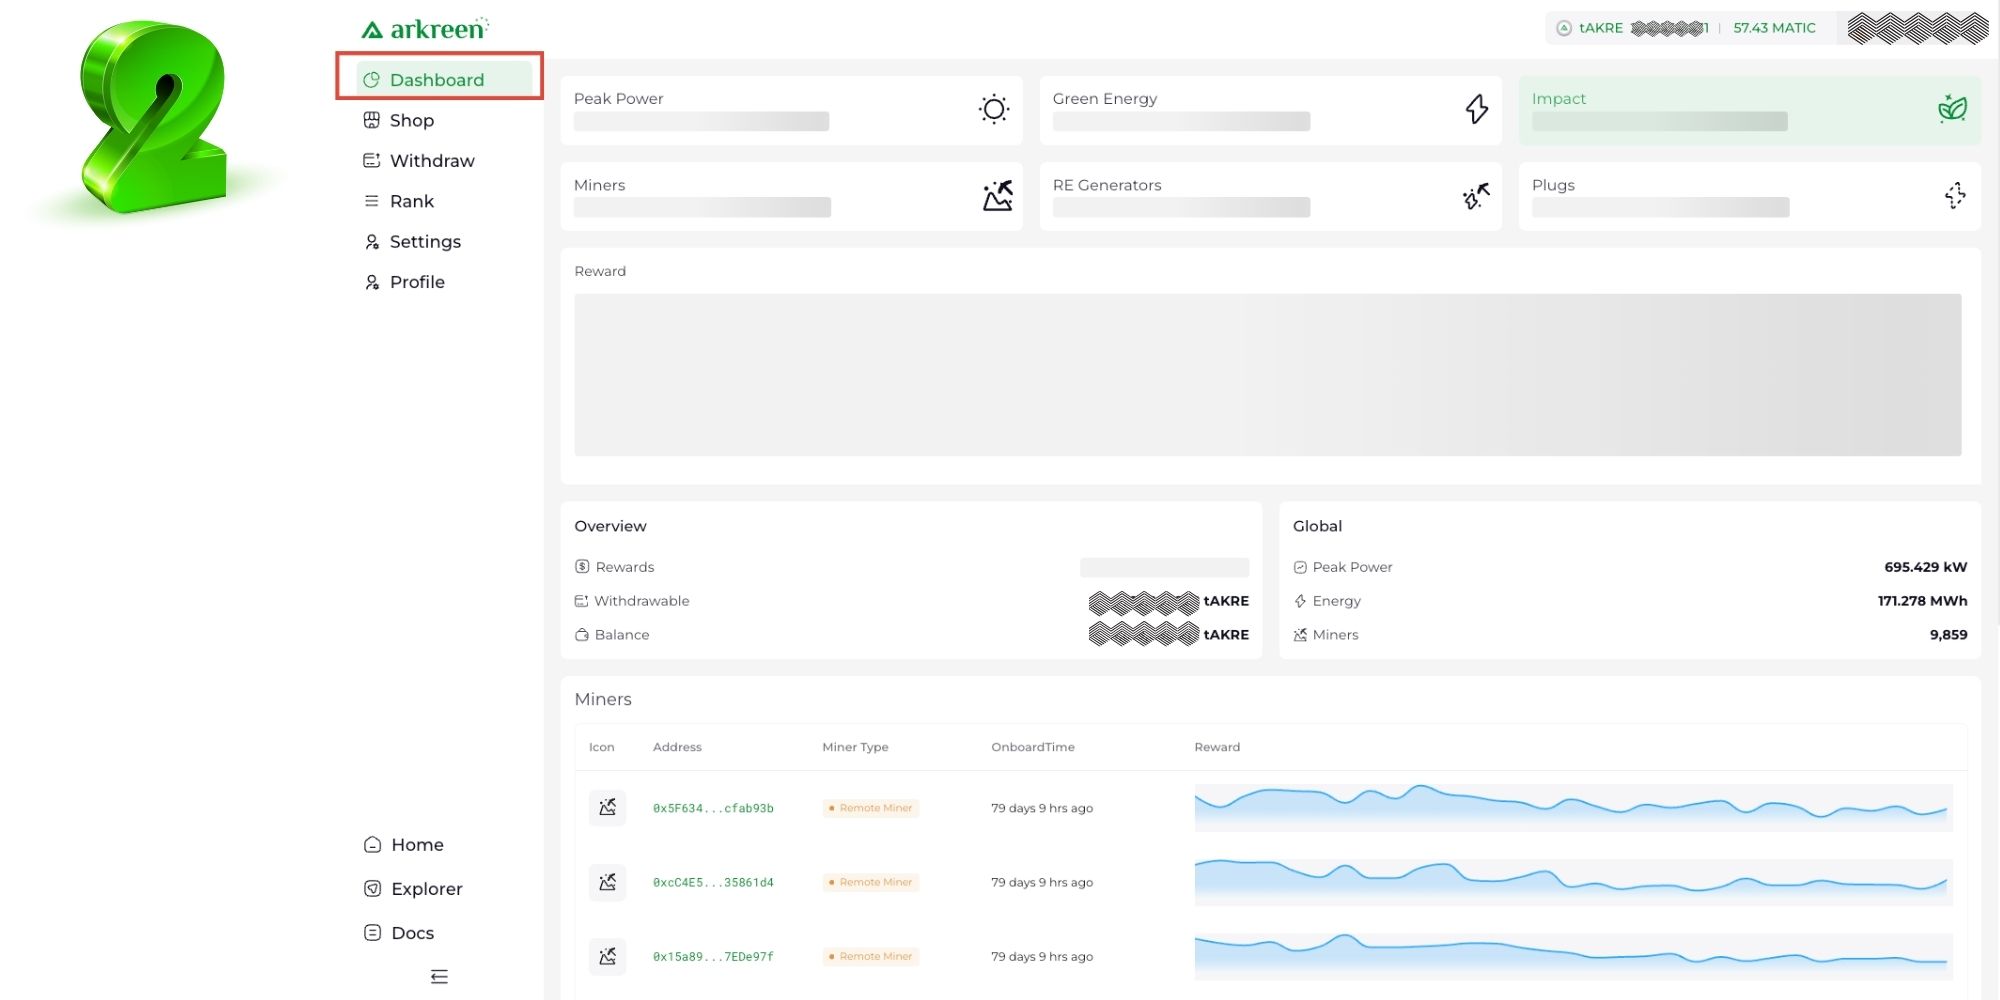 2
arkreen
tAKRE
57.43 MATIC
Dashboard
Shop
Withdraw
Rank
Settings
Profile
Home
Explorer
Docs
Peak Power
Green Energy
Impact
Miners
RE Generators
Plugs
Reward
Overview
Rewards
Withdrawable tAKRE
Balance tAKRE
Global
Peak Power 695.429 kW
Energy 171.278 MWh
Miners 9,859
Miners
Icon Address Miner Type OnboardTime Reward
0x5F634...cfab93b Remote Miner 79 days 9 hrs ago
0xcC4E5...35861d4 Remote Miner 79 days 9 hrs ago
0x15a89...7EDe97f Remote Miner 79 days 9 hrs ago